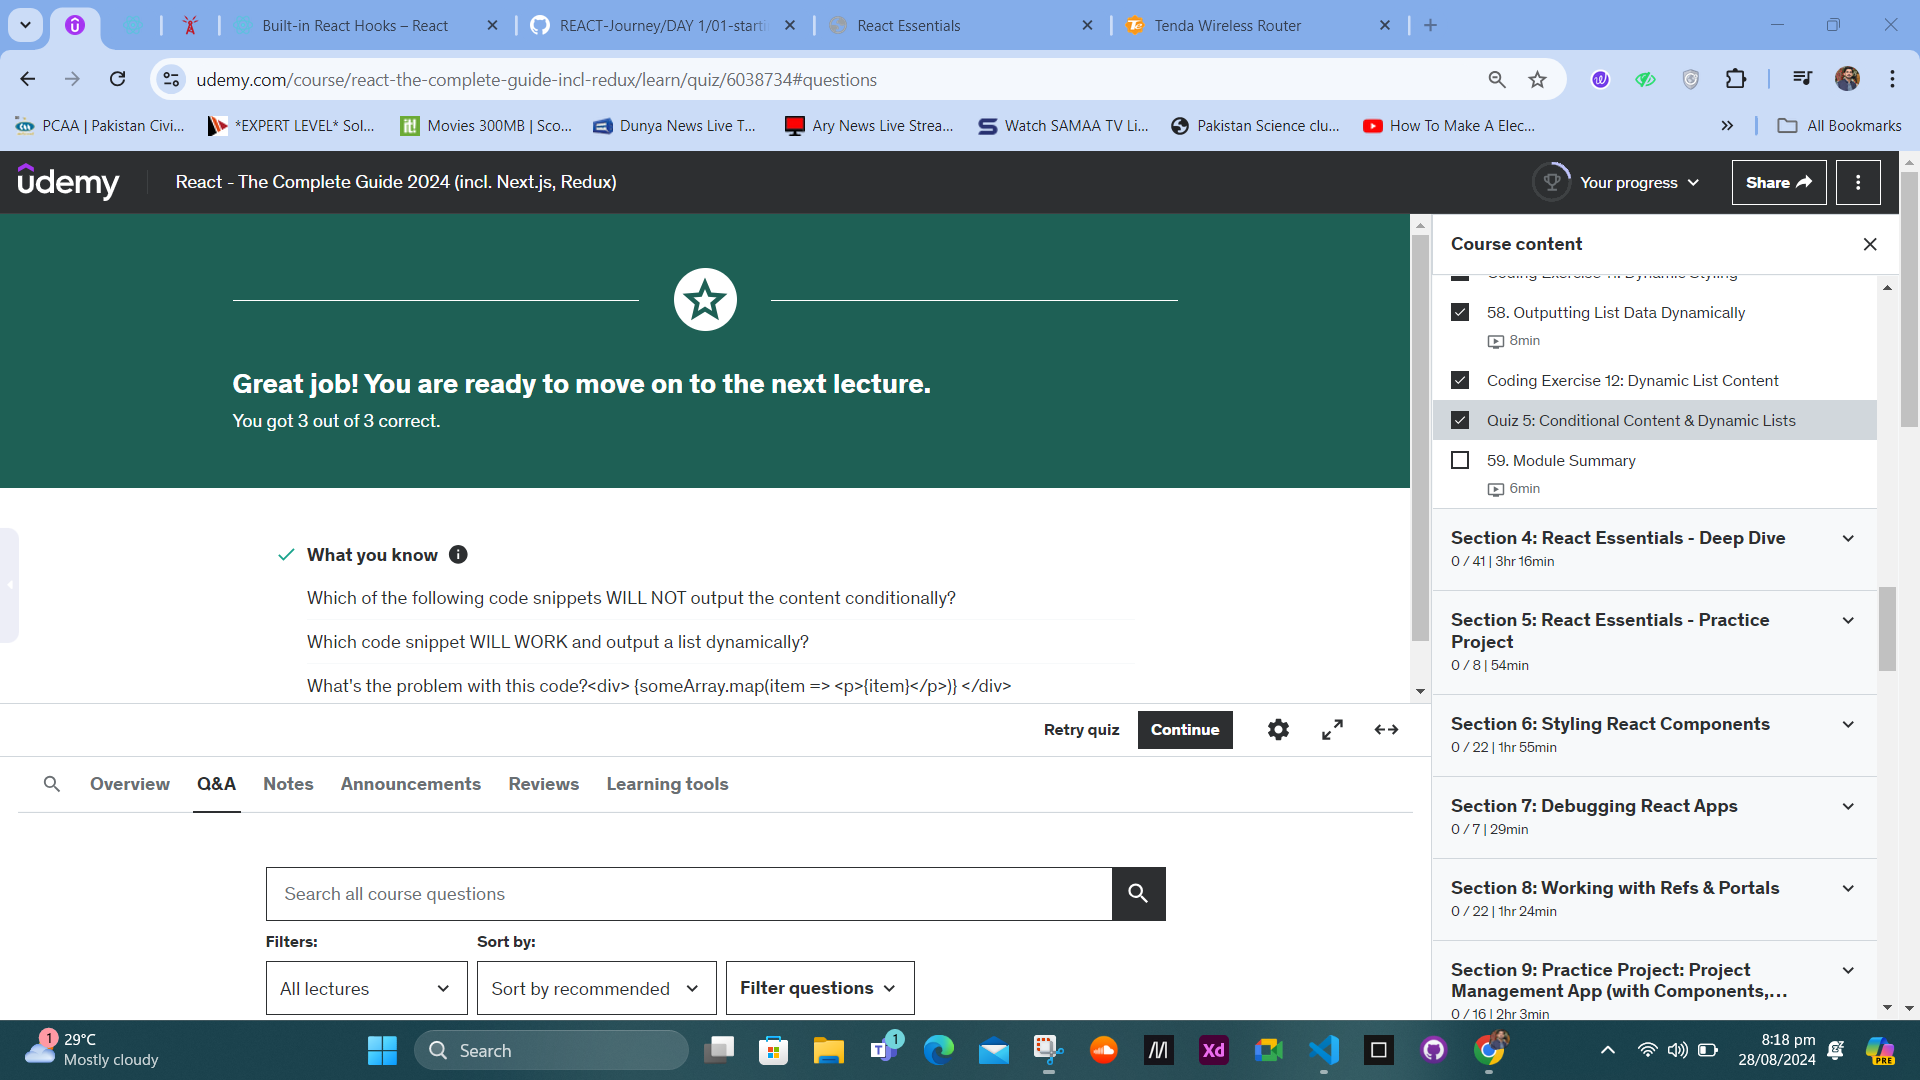 Built-in React Hooks – React
REACT-Journey/DAY 1/01-starti
React Essentials
Tenda Wireless Router
udemy.com/course/react-the-complete-guide-incl-redux/learn/quiz/6038734#questions
PCAA | Pakistan Civi...
*EXPERT LEVEL* Sol...
Movies 300MB | Sco...
Dunya News Live T...
Ary News Live Strea...
Watch SAMAA TV Li...
Pakistan Science clu...
How To Make A Elec...
All Bookmarks
udemy
React - The Complete Guide 2024 (incl. Next.js, Redux)
Your progress
Share
Great job! You are ready to move on to the next lecture.
You got 3 out of 3 correct.
What you know
Which of the following code snippets WILL NOT output the content conditionally?
Which code snippet WILL WORK and output a list dynamically?
What's the problem with this code?<div> {someArray.map(item => <p>{item}</p>)} </div>
Retry quiz
Continue
Overview
Q&A
Notes
Announcements
Reviews
Learning tools
Search all course questions
Filters:
Sort by:
All lectures
Sort by recommended
Filter questions
Course content
Coding Exercise 11: Dynamic Styling
58. Outputting List Data Dynamically
8min
Coding Exercise 12: Dynamic List Content
Quiz 5: Conditional Content & Dynamic Lists
59. Module Summary
6min
Section 4: React Essentials - Deep Dive
0 / 41 | 3hr 16min
Section 5: React Essentials - Practice
Project
0 / 8 | 54min
Section 6: Styling React Components
0 / 22 | 1hr 55min
Section 7: Debugging React Apps
0 / 7 | 29min
Section 8: Working with Refs & Portals
0 / 22 | 1hr 24min
Section 9: Practice Project: Project
Management App (with Components,...
0 / 16 | 2hr 3min
1
29°C
Mostly cloudy
Search
1
Xd
8:18 pm
28/08/2024
PRE